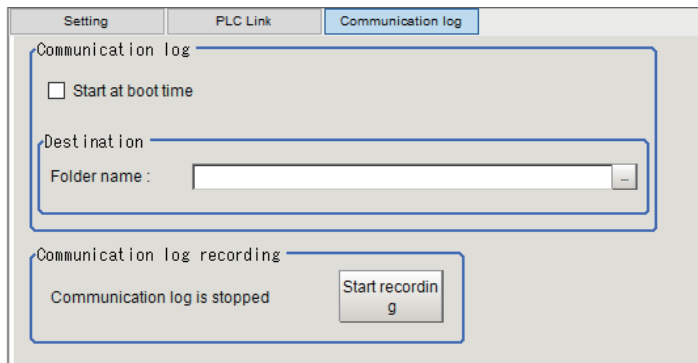 Setting PLC Link Communication log
Communication log
Start at boot time
Destination
Folder name :
...
Communication log recording
Communication log is stopped
Start recordin
g